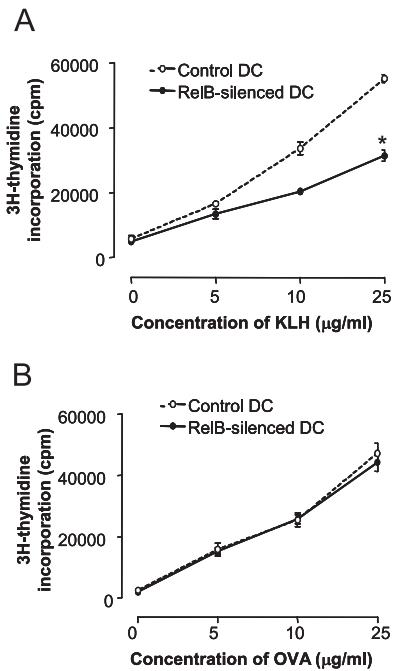 A
60000
40000
20000
0
3H-thymidine
incorporation (cpm)
Control DC
RelB-silenced DC
*
0 5 10 25
Concentration of KLH (μg/ml)
B
60000
40000
20000
0
3H-thymidine
incorporation (cpm)
Control DC
RelB-silenced DC
0 5 10 25
Concentration of OVA (μg/ml)